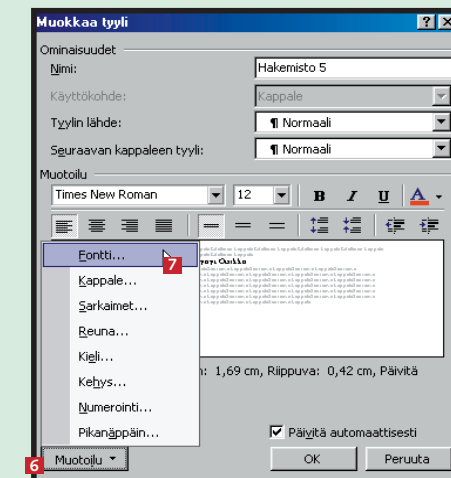 Muokkaa tyyli
Ominaisuudet
Nimi: Hakemisto 5
Käyttökohde: Kappale
Tyylin lähde: ¶ Normaali
Seuraavan kappaleen tyyli: ¶ Normaali
Muotoilu
Times New Roman 12 B I U A
Fontti...
7
Kappale...
Sarkaimet...
Reuna...
Kieli...
1,69 cm, Riippuva: 0,42 cm, Päivitä
Kehys...
Numerointi...
Pikanäppäin...
Päivitä automaattisesti
6 Muotoilu
OK Peruuta